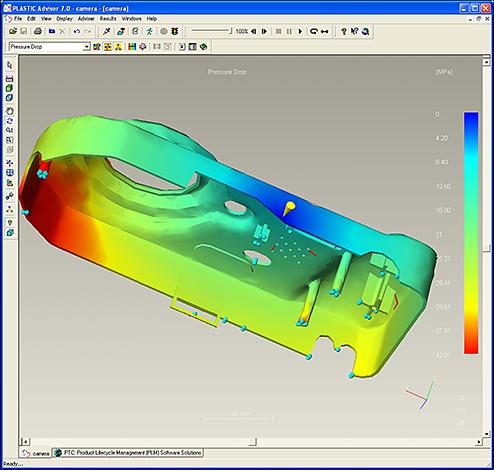 PLASTIC Advisor 7.0 - camera - [camera]
File Edit View Display Adviser Results Windows Help
100%
Pressure Drop
Pressure Drop
[MPa]
0
4.20
8.40
12.60
16.80
21.01
25.21
29.41
33.61
37.81
42.01
20 mm
camera
PTC: Product Lifecycle Management (PLM) Software Solutions
Ready...